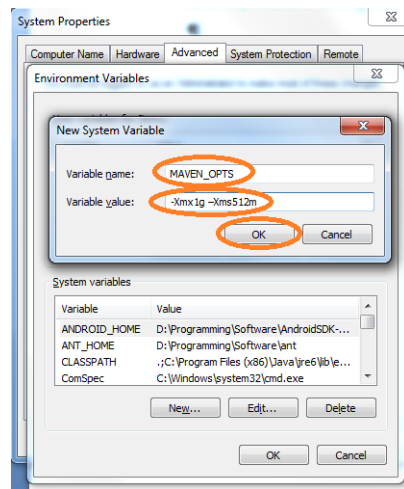 System Properties
Computer Name Hardware Advanced System Protection Remote
Environment Variables
New System Variable
Variable name: MAVEN_OPTS
Variable value: -Xmx1g –Xms512m
OK Cancel
System variables
Variable Value
ANDROID_HOME D:\Programming\Software\AndroidSDK-...
ANT_HOME D:\Programming\Software\ant
CLASSPATH .;C:\Program Files (x86)\Java\jre6\lib\e...
ComSpec C:\Windows\system32\cmd.exe
New... Edit... Delete
OK Cancel